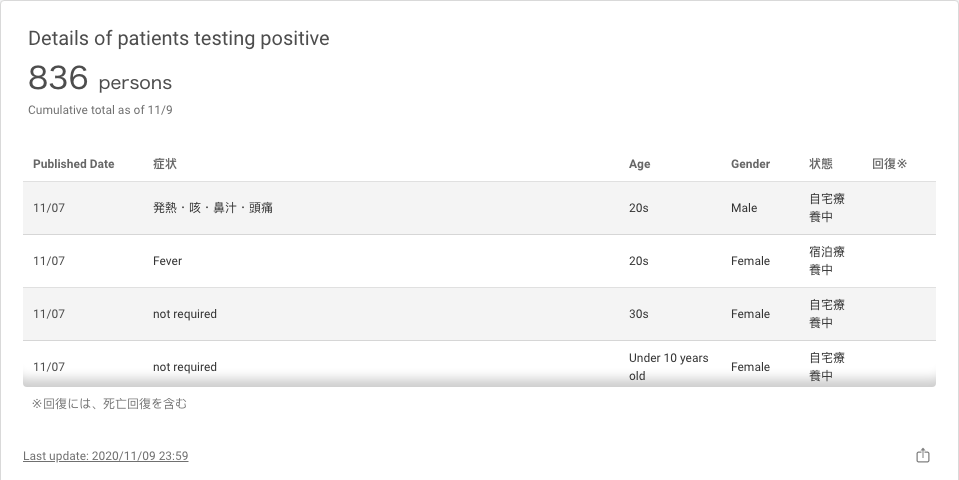 Details of patients testing positive
836 persons
Cumulative total as of 11/9
Published Date 症状 Age Gender 状態 回復※
11/07 発熱・咳・鼻汁・頭痛 20s Male 自宅療
養中
11/07 Fever 20s Female 宿泊療
養中
11/07 not required 30s Female 自宅療
養中
11/07 not required Under 10 years old Female 自宅療
養中
※回復には、死亡回復を含む
Last update: 2020/11/09 23:59